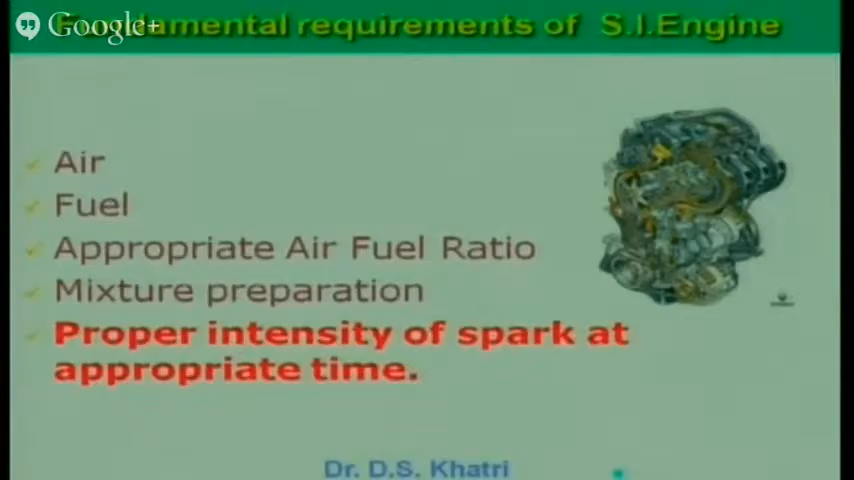 Google+
Fundamental requirements of S.I.Engine
Air
Fuel
Appropriate Air Fuel Ratio
Mixture preparation
Proper intensity of spark at
appropriate time.
Dr. D.S. Khatri